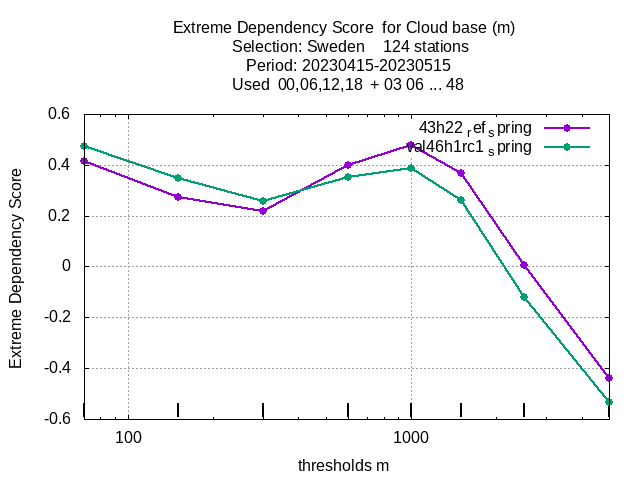 Extreme Dependency Score  for Cloud base (m)
Selection: Sweden    124 stations
Period: 20230415-20230515
Used  00,06,12,18  + 03 06 ... 48
43h22 refspring
val46h1rc1 spring
Extreme Dependency Score
0.6
0.4
0.2
0
-0.2
-0.4
-0.6
100
1000
thresholds m